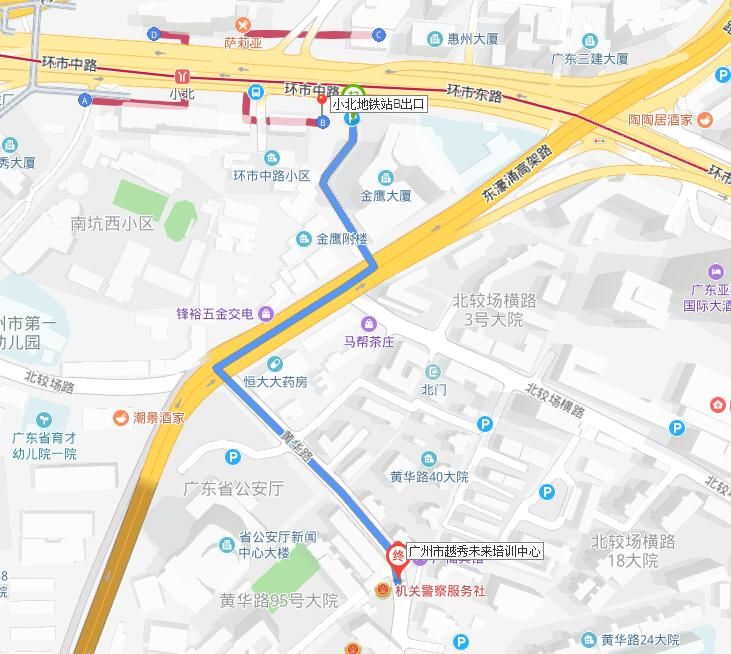 D
萨莉亚
C
惠州大厦
广东三建大厦
环市中路
小北
A
环市中路
环市东路
小北地铁站B出口
B
P
陶陶居酒家
秀大厦
环市中路小区
金鹰大厦
东濠涌高架路
环市
南坑西小区
金鹰附楼
州市第一
幼儿园
锋裕五金交电
马帮茶庄
北较场横路
3号大院
广东亚
国际大酒
北较场路
恒大大药房
北门
北较场横路
潮景酒家
广东省育才
幼儿院一院
黄华路
P
P
P
黄华路40大院
广东省公安厅
P
北较
省公安厅新闻
中心大楼
终
广州市越秀未来培训中心
机关警察服务社
北较场横路
18大院
黄华路95号大院
P
黄华路24大院